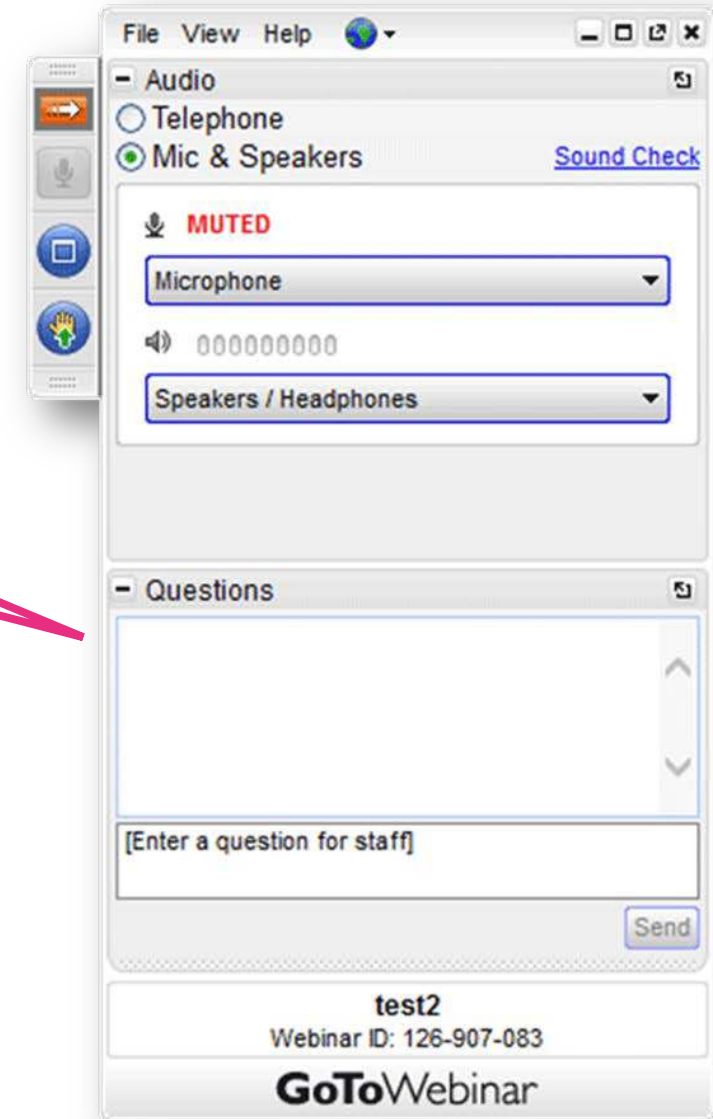 File View Help
Audio
Telephone
Mic & Speakers Sound Check
MUTED
Microphone
000000000
Speakers / Headphones
Questions
[Enter a question for staff]
Send
test2
Webinar ID: 126-907-083
GoToWebinar